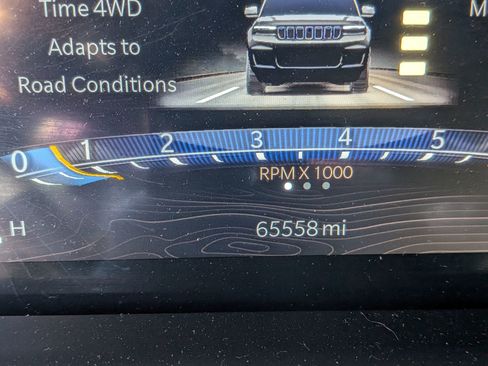 Time 4WD
M
Adapts to
Road Conditions
0 1 2 3 4 5
RPM X 1000
H
65558 mi